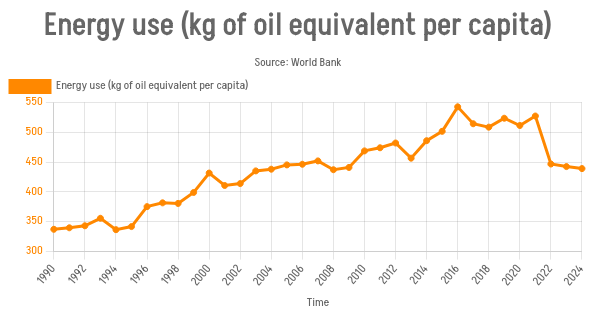 Energy use (kg of oil equivalent per capita)
Source: World Bank
Energy use (kg of oil equivalent per capita)
550
500
450
400
350
300
1990 1992 1994 1996 1998 2000 2002 2004 2006 2008 2010 2012 2014 2016 2018 2020 2022 2024
Time